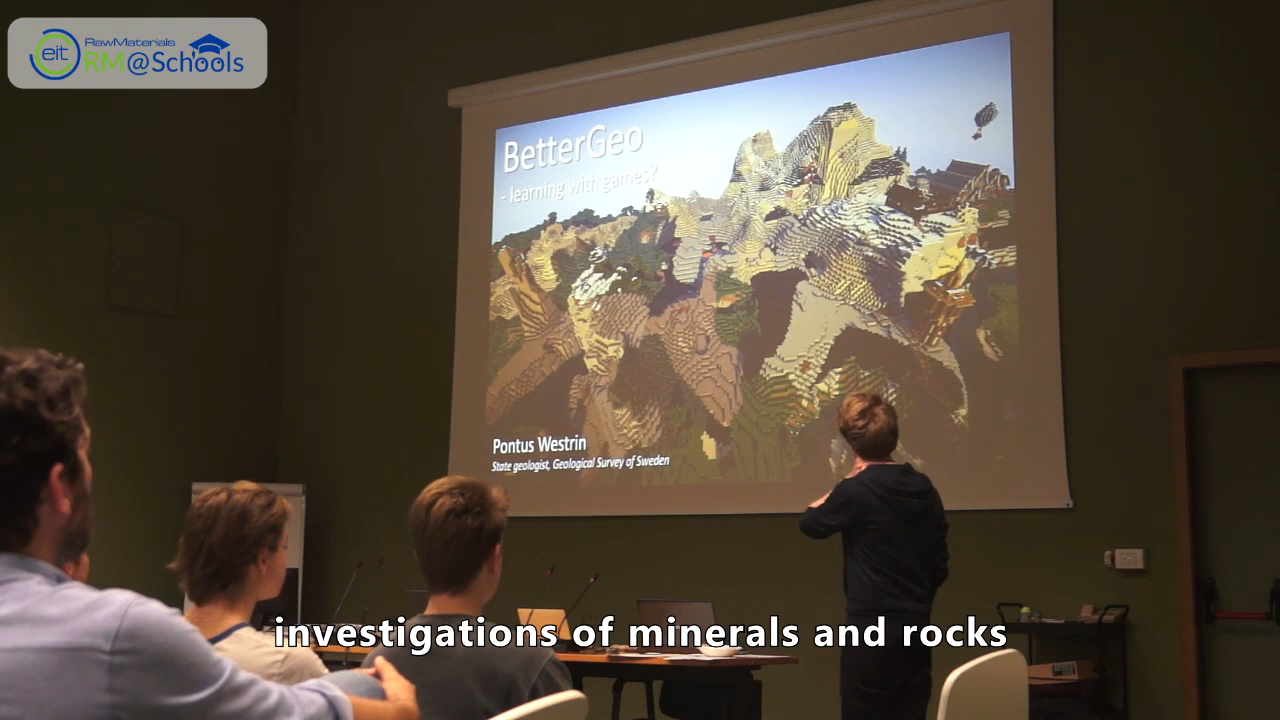 eit RawMaterials
RM@Schools
BetterGeo
- learning with games?
Pontus Westrin
State geologist, Geological Survey of Sweden
investigations of minerals and rocks